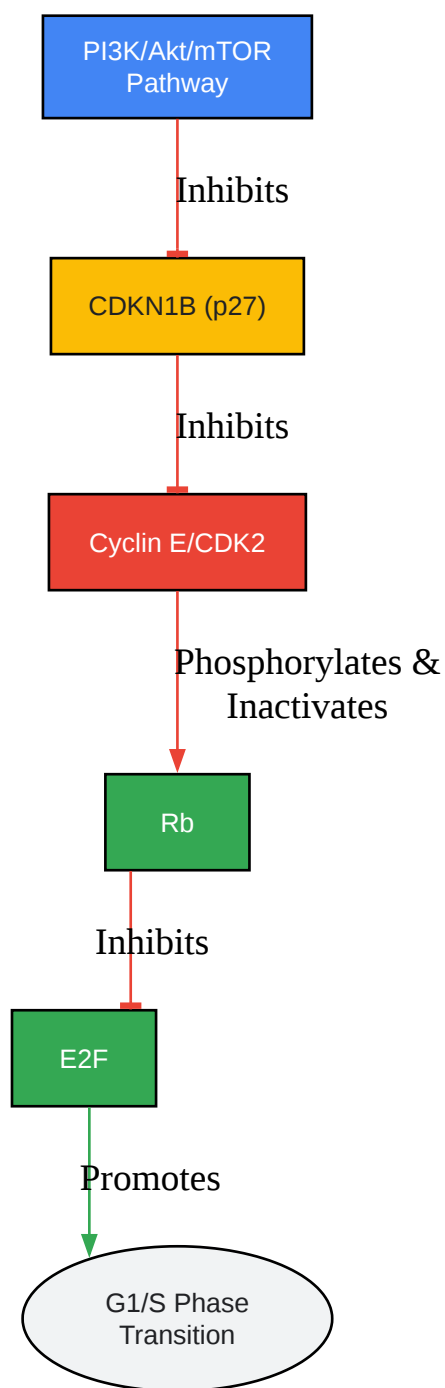 PI3K/Akt/mTOR
Pathway
Inhibits
CDKN1B (p27)
Inhibits
Cyclin E/CDK2
Phosphorylates &
Inactivates
Rb
Inhibits
E2F
Promotes
G1/S Phase
Transition